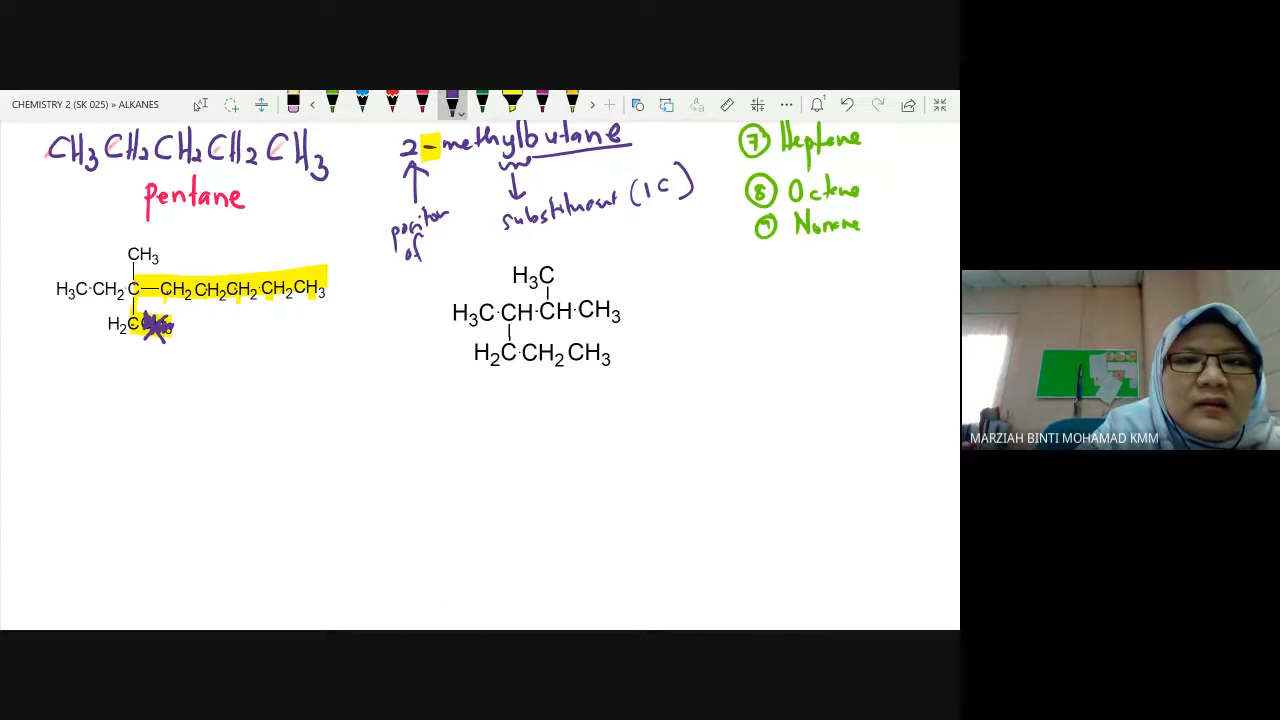 CHEMISTRY 2 (SK 025) » ALKANES
CH3 CH2 CH2 CH2 CH3
pentane
2-methylbutane
position of
substituent (1C)
⑦ Heptane
⑧ Octane
⑨ Nonane
CH3
H3C-CH2 C—CH2 CH2 CH2 CH2 CH3
H2C
H3C
H3C-CH-CH-CH3
H2C-CH2 CH3
MARZIAH BINTI MOHAMAD KMM